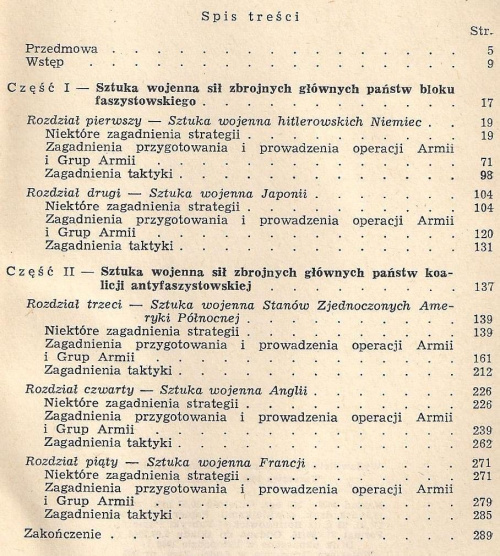 Spis treści
Str.
Przedmowa . . . . . . . . . . . . 5
Wstęp . . . . . . . . . . . . 9
Część I — Sztuka wojenna sił zbrojnych głównych państw bloku
faszystowskiego . . . . . . . . . . 17
Rozdział pierwszy — Sztuka wojenna hitlerowskich Niemiec . . 19
Niektóre zagadnienia strategii . . . . . . . . 19
Zagadnienia przygotowania i prowadzenia operacji Armii
i Grup Armii . . . . . . . . . . 71
Zagadnienia taktyki . . . . . . . . . . 98
Rozdział drugi — Sztuka wojenna Japonii . . . . . . 104
Niektóre zagadnienia strategii . . . . . . . . 104
Zagadnienia przygotowania i prowadzenia operacji Armii
i Grup Armii . . . . . . . . . . 120
Zagadnienia taktyki . . . . . . . . . . 131
Część II — Sztuka wojenna sił zbrojnych głównych państw koa-
licji antyfaszystowskiej . . . . . . . . 137
Rozdział trzeci — Sztuka wojenna Stanów Zjednoczonych Ame-
ryki Północnej . . . . . . . . 139
Niektóre zagadnienia strategii . . . . . . . . 139
Zagadnienia przygotowania i prowadzenia operacji Armii
i Grup Armii . . . . . . . . . . 161
Zagadnienia taktyki . . . . . . . . . . 212
Rozdział czwarty — Sztuka wojenna Anglii . . . . . . 226
Niektóre zagadnienia strategii . . . . . . . . 226
Zagadnienia przygotowania i prowadzenia operacji Armii
i Grup Armii . . . . . . . . . . 239
Zagadnienia taktyki . . . . . . . . . . 262
Rozdział piąty — Sztuka wojenna Francji . . . . . . 271
Niektóre zagadnienia strategii . . . . . . . . 271
Zagadnienia przygotowania i prowadzenia operacji Armii
i Grup Armii . . . . . . . . . . 279
Zagadnienia taktyki . . . . . . . . . . 285
Zakończenie . . . . . . . . . . . . 289